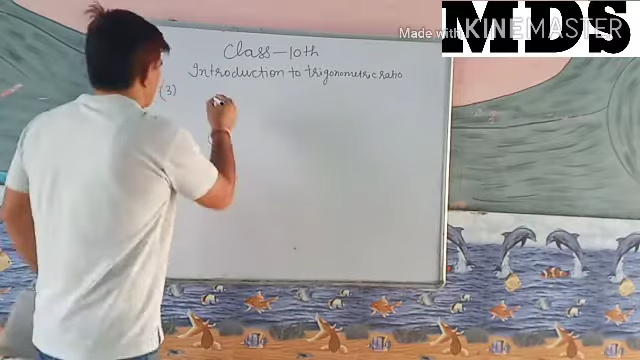 Made with KINEMASTER
MDS
Class - 10th
Introduction to trigonometric ratio
(3)